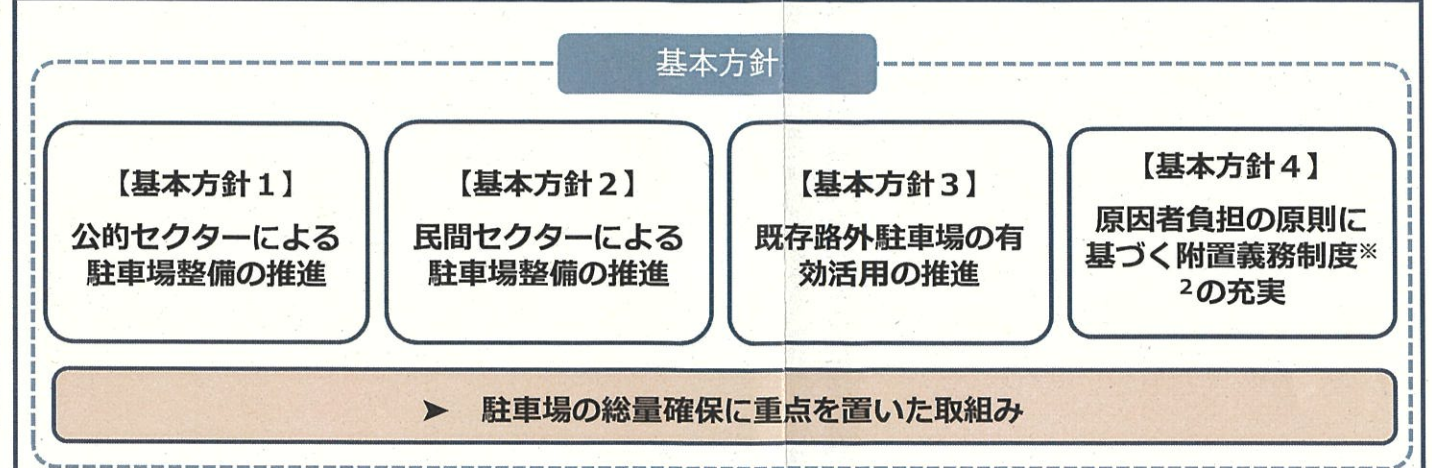 基本方針
【基本方針１】
公的セクターによる
駐車場整備の推進
【基本方針２】
民間セクターによる
駐車場整備の推進
【基本方針３】
既存路外駐車場の有
効活用の推進
【基本方針４】
原因者負担の原則に
基づく附置義務制度※
2の充実
➤ 駐車場の総量確保に重点を置いた取組み